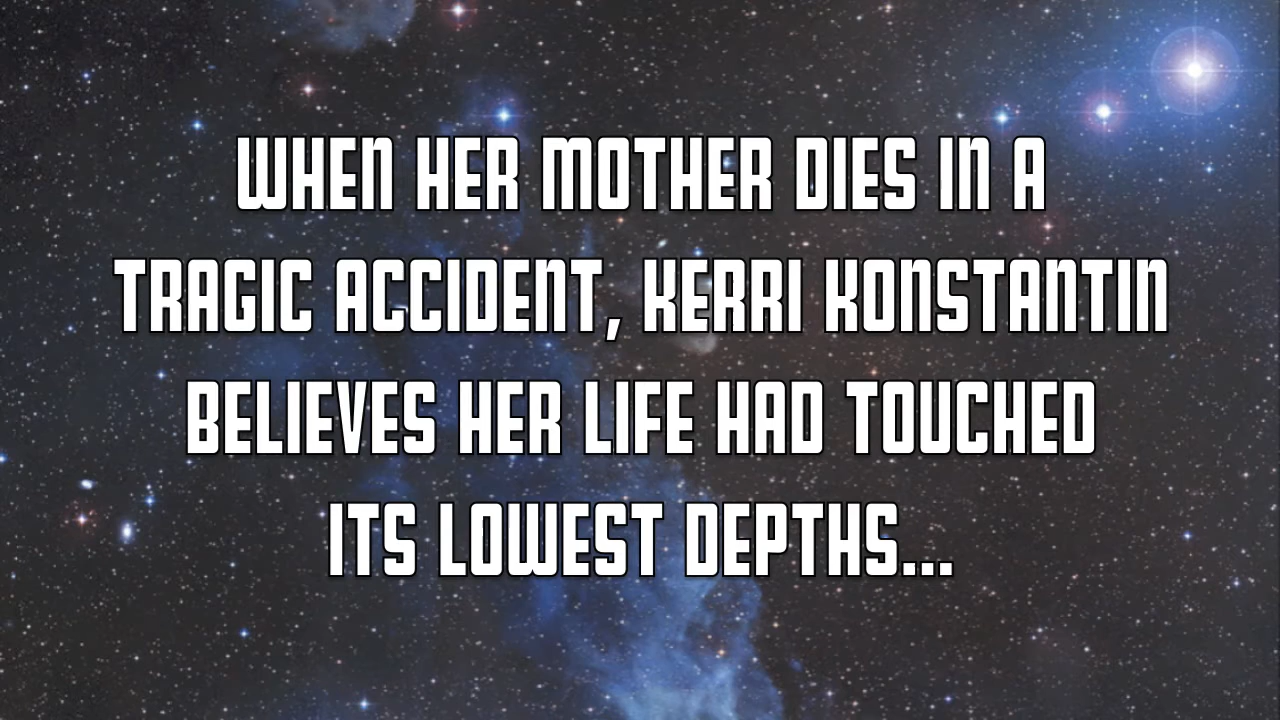 WHEN HER MOTHER DIES IN A
TRAGIC ACCIDENT, KERRI KONSTANTIN
BELIEVES HER LIFE HAD TOUCHED
ITS LOWEST DEPTHS...